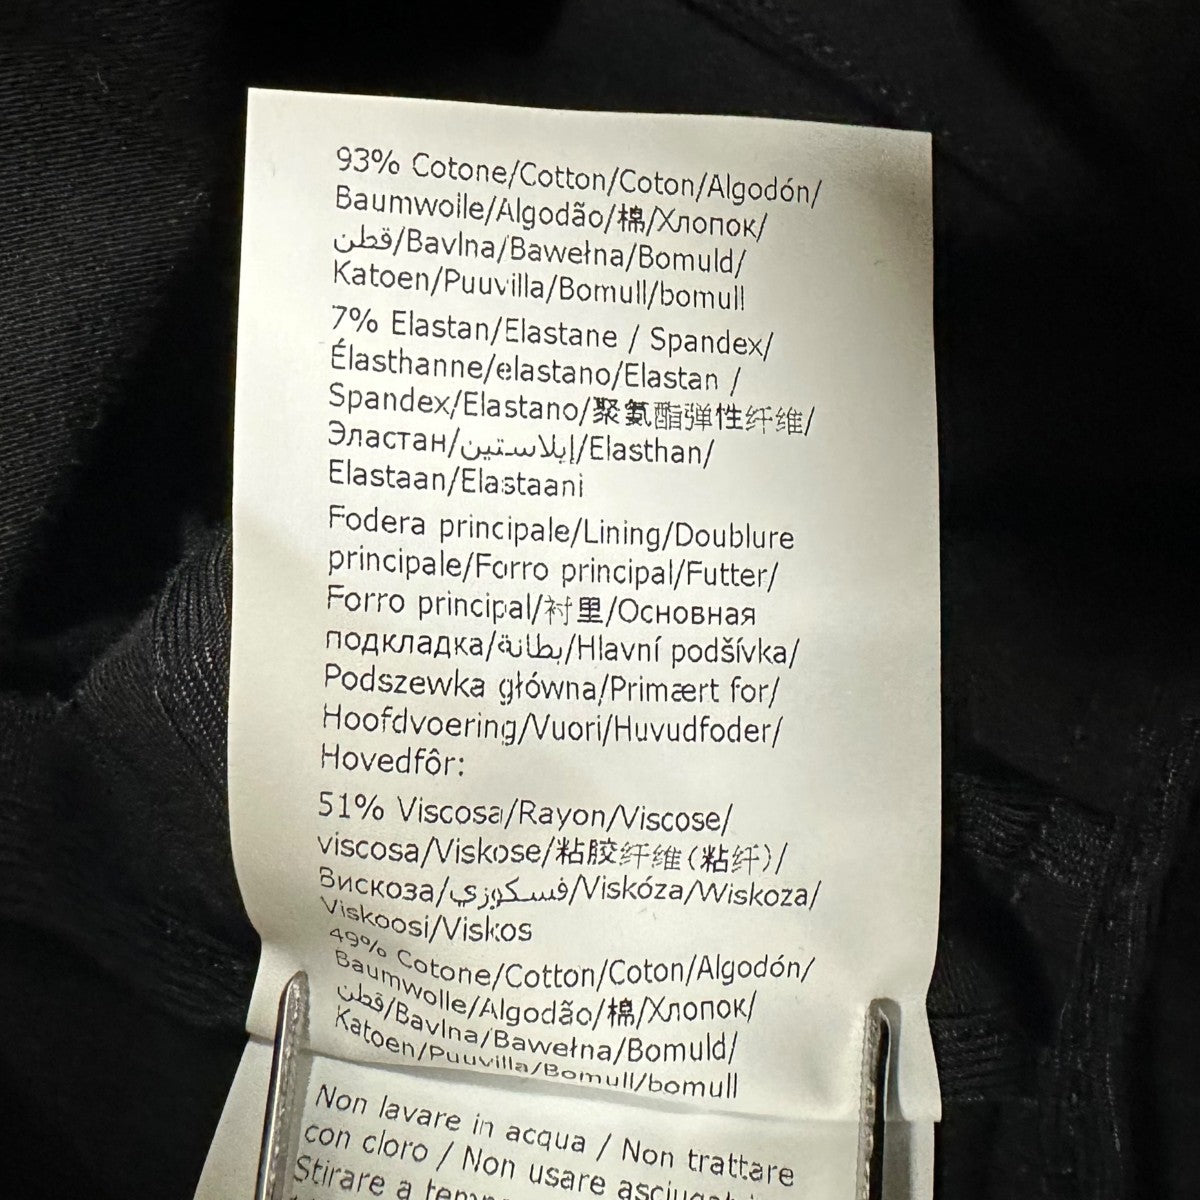 93% Cotone/Cotton/Coton/Algodón/
Baumwolle/Algodão/棉/Хлопок/
قطن/Bavlna/Bawełna/Bomuld/
Katoen/Puuvilla/Bomull/bomull
7% Elastan/Elastane / Spandex/
Élasthanne/elastano/Elastan /
Spandex/Elastano/聚氨酯弹性纤维/
Эластан/إيلاستين/Elasthan/
Elastaan/Elastaani
Fodera principale/Lining/Doublure
principale/Forro principal/Futter/
Forro principal/衬里/Основная
подкладка/بطانة/Hlavní podšívka/
Podszewka główna/Primært for/
Hoofdvoering/Vuori/Huvudfoder/
Hovedfôr:
51% Viscosa/Rayon/Viscose/
viscosa/Viskose/粘胶纤维(粘纤)/
Вискоза/فسكوزي/Viskóza/Wiskoza/
Viskoosi/Viskos
49% Cotone/Cotton/Coton/Algodón/
Baumwolle/Algodão/棉/Хлопок/
قطن/Bavlna/Bawełna/Bomuld/
Katoen/Puuvilla/Bomull/bomull
Non lavare in acqua / Non trattare
con cloro / Non usare
Stirare a